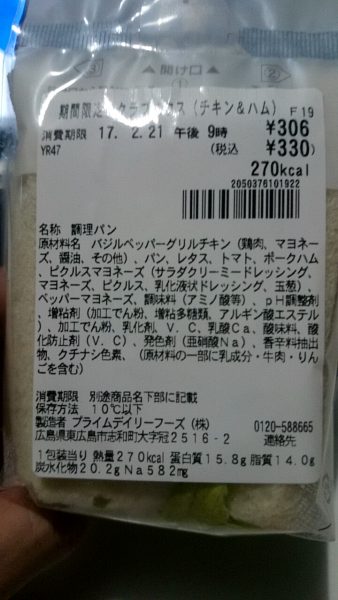 ③ ▲開け口▲ ②
期間限定 クラブハウス(チキン&ハム) F19
消費期限 17. 2.21 午後 9時 ¥306
YR47 (税込 ¥330)
270kcal
2050376101922
名称 調理パン
原材料名 バジルペッパーグリルチキン(鶏肉、マヨネー
ズ、醤油、その他)、パン、レタス、トマト、ポークハム
、ピクルスマヨネーズ(サラダクリーミードレッシング、
マヨネーズ、ピクルス、乳化液状ドレッシング、玉葱)、
ペッパーマヨネーズ、調味料(アミノ酸等)、pH調整剤
、増粘剤(加工でん粉、増粘多糖類、アルギン酸エステル
)、加工でん粉、乳化剤、V.C、乳酸Ca、酸味料、酸
化防止剤(V.C)、発色剤(亜硝酸Na)、香辛料抽出
物、クチナシ色素、(原材料の一部に乳成分・牛肉・りん
ごを含む)
消費期限 別途商品名下部に記載
保存方法 10℃以下
製造者 プライムデイリーフーズ(株) 0120-588665
広島県東広島市志和町大字冠2516-2 連絡先
1包装当り 熱量270kcal 蛋白質15.8g 脂質14.0g
炭水化物20.2g Na582mg